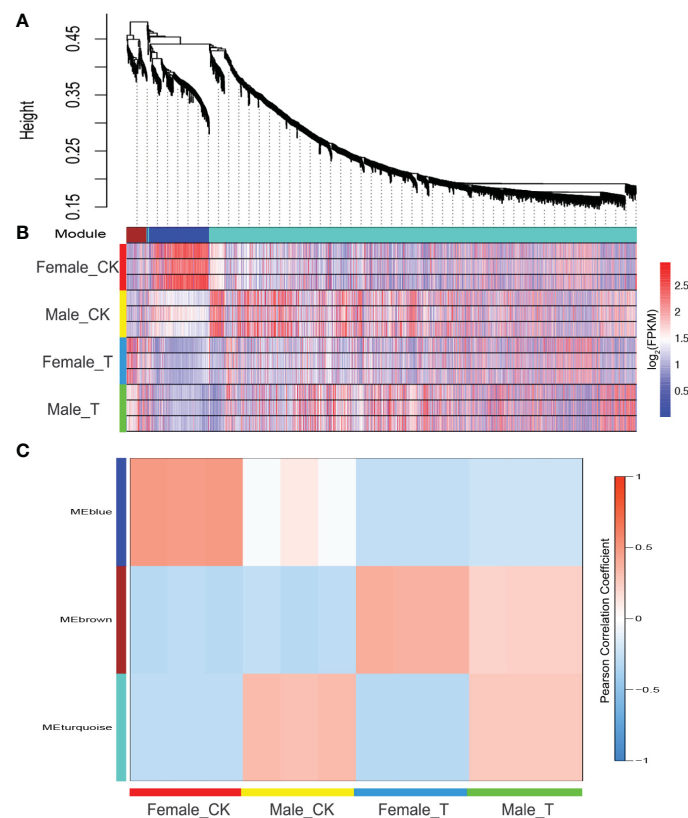 A
Height
0.45
0.35
0.25
0.15
B
Module
Female_CK
Male_CK
Female_T
Male_T
2.5
2
1.5
1
0.5
log2(FPKM)
C
MEblue
MEbrown
MEturquoise
1
0.5
0
−0.5
−1
Pearson Correlation Coefficient
Female_CK Male_CK Female_T Male_T